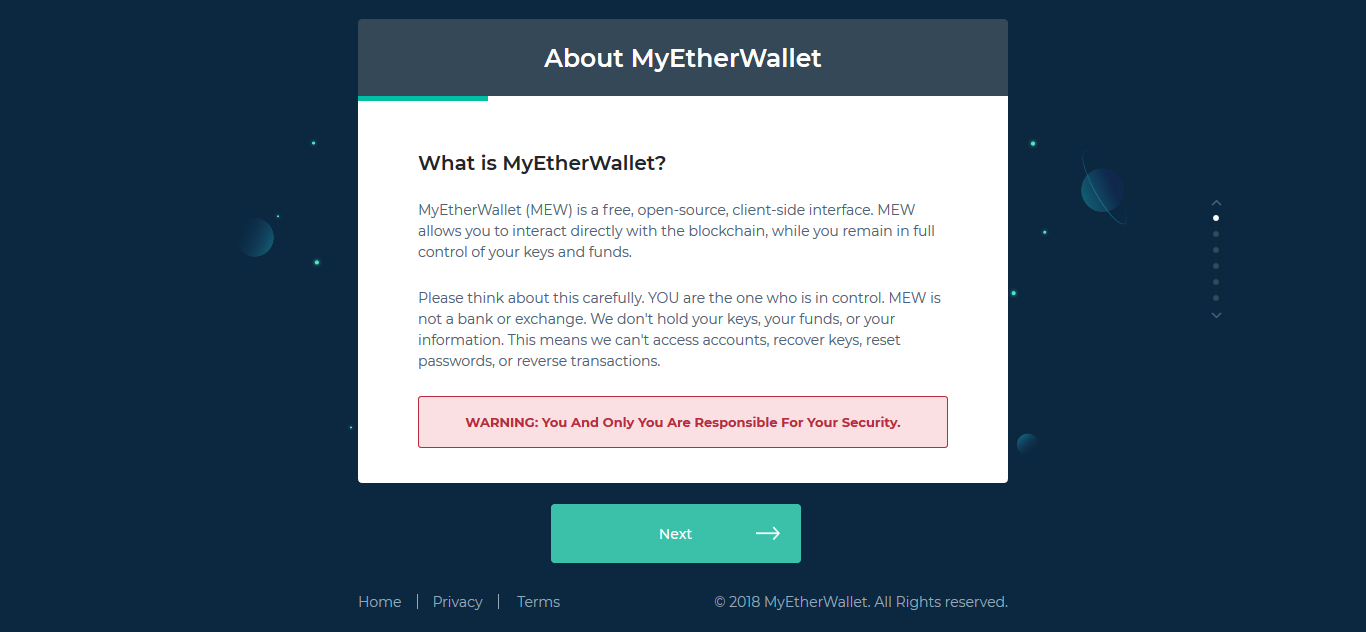 About MyEtherWallet
What is MyEtherWallet?
MyEtherWallet (MEW) is a free, open-source, client-side interface. MEW
allows you to interact directly with the blockchain, while you remain in full
control of your keys and funds.
Please think about this carefully. YOU are the one who is in control. MEW is
not a bank or exchange. We don't hold your keys, your funds, or your
information. This means we can't access accounts, recover keys, reset
passwords, or reverse transactions.
WARNING: You And Only You Are Responsible For Your Security.
Next
Home | Privacy | Terms
© 2018 MyEtherWallet. All Rights reserved.